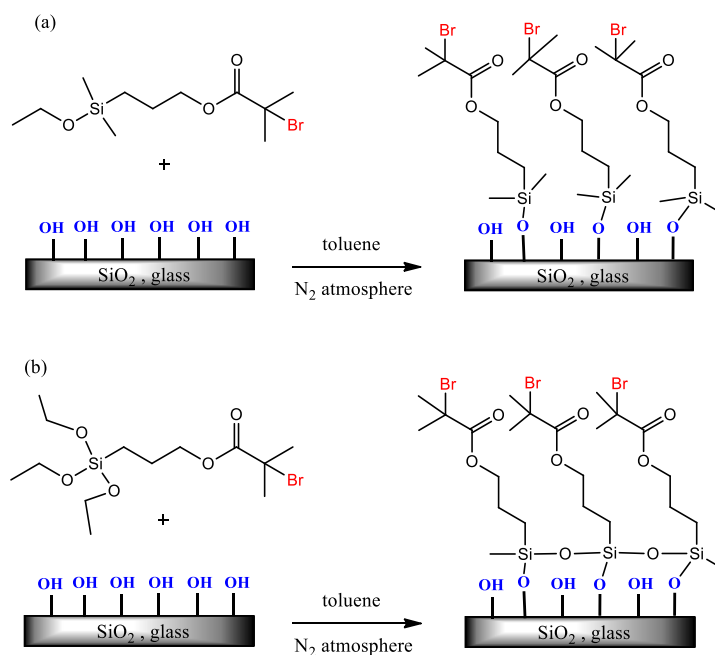 (a)
Br Br Br
O O O
O O O
O
Si O
O Br
+
Si Si Si
OH OH OH OH OH OH
OH O OH O OH O
toluene
SiO2 , glass
N2 atmosphere
SiO2 , glass
(b)
Br Br Br
O O O
O O O
O O
O Si O
O Br
+
Si O Si O Si
OH OH OH OH OH OH
OH O OH O OH O
toluene
SiO2 , glass
N2 atmosphere
SiO2 , glass